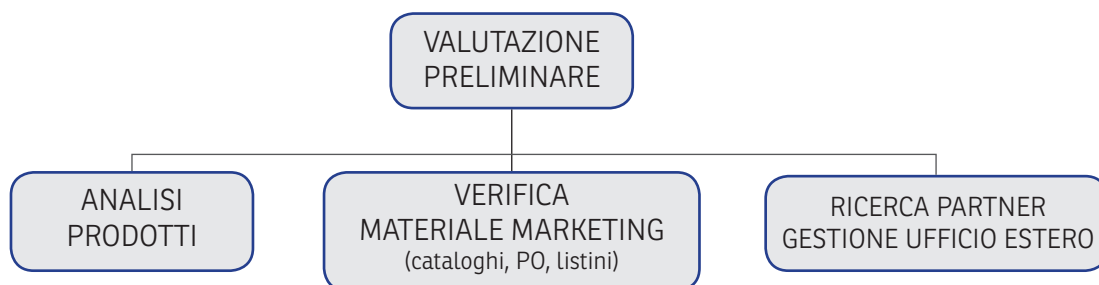 VALUTAZIONE
PRELIMINARE
ANALISI
PRODOTTI
VERIFICA
MATERIALE MARKETING
(cataloghi, PO, listini)
RICERCA PARTNER
GESTIONE UFFICIO ESTERO